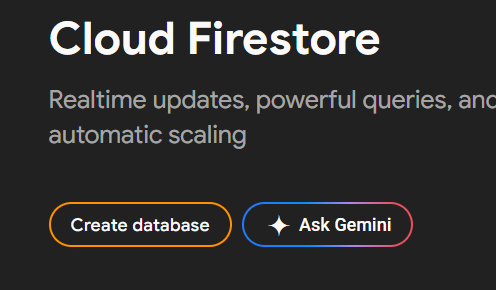 Cloud Firestore
Realtime updates, powerful queries, and
automatic scaling
Create database
Ask Gemini